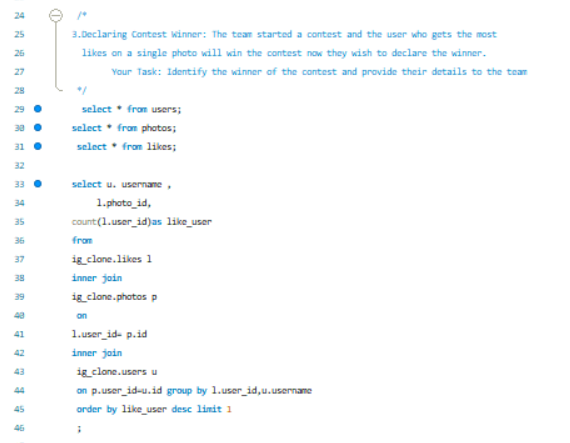 24 /*
25 3.Declaring Contest Winner: The team started a contest and the user who gets the most
26 likes on a single photo will win the contest now they wish to declare the winner.
27 Your Task: Identify the winner of the contest and provide their details to the team
28 */
29 select * from users;
30 select * from photos;
31 select * from likes;
32
33 select u. username ,
34 l.photo_id,
35 count(l.user_id)as like_user
36 from
37 ig_clone.likes l
38 inner join
39 ig_clone.photos p
40 on
41 l.user_id= p.id
42 inner join
43 ig_clone.users u
44 on p.user_id=u.id group by l.user_id,u.username
45 order by like_user desc limit 1
46 ;